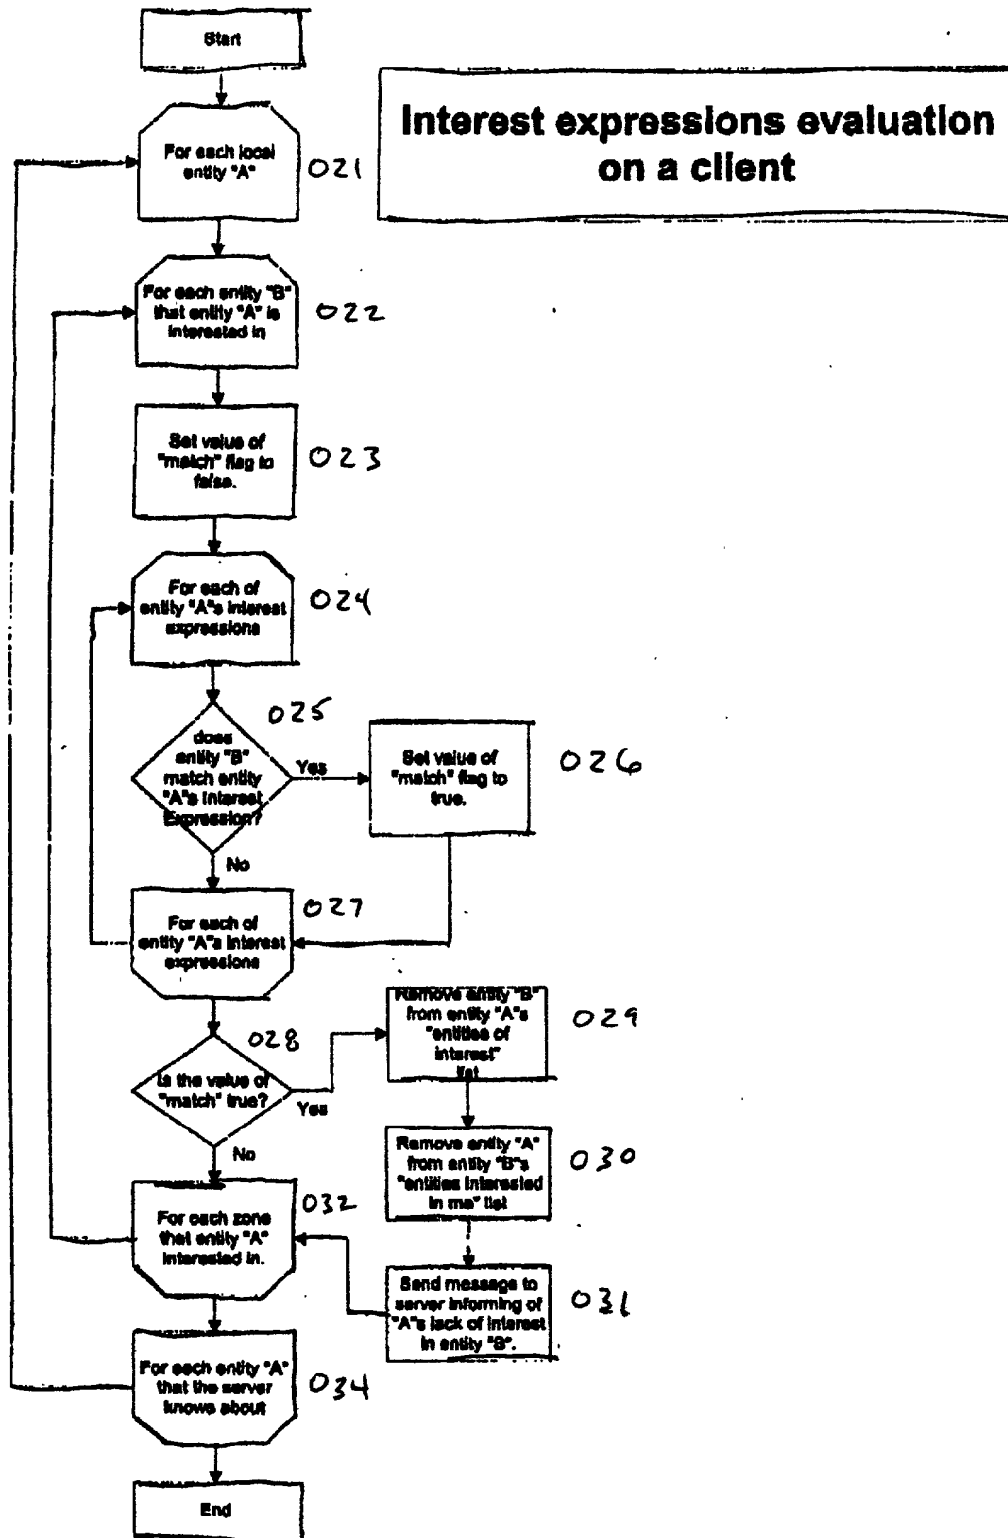 Start
Interest expressions evaluation
on a client
For each local
entity "A"
021
For each entity "B"
that entity "A" is
interested in
022
Set value of
"match" flag to
false.
023
For each of
entity "A"s interest
expressions
024
025
does
entity "B"
match entity
"A"s Interest
Expression?
Yes
No
Set value of
"match" flag to
true.
026
027
For each of
entity "A"s interest
expressions
028
Is the value of
"match" true?
Yes
No
Remove entity "B"
from entity "A"s
"entities of
interest"
list
029
Remove entity "A"
from entity "B"s
"entities interested
in me" list
030
Send message to
server informing of
"A"s lack of interest
in entity "B".
031
032
For each zone
that entity "A"
interested in.
For each entity "A"
that the server
knows about
034
End